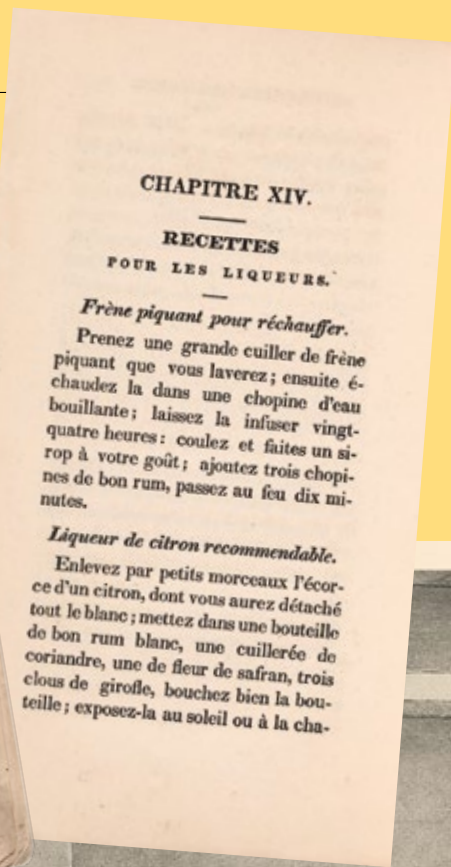 CHAPITRE XIV.
RECETTES
POUR LES LIQUEURS.
Frène piquant pour réchauffer.
Prenez une grande cuiller de frène
piquant que vous laverez; ensuite é-
chaudez la dans une chopine d'eau
bouillante; laissez la infuser vingt-
quatre heures: coulez et faites un si-
rop à votre goût; ajoutez trois chopi-
nes de bon rum, passez au feu dix mi-
nutes.
Liqueur de citron recommendable.
Enlevez par petits morceaux l'écor-
ce d'un citron, dont vous aurez détaché
tout le blanc; mettez dans une bouteille
de bon rum blanc, une cuillerée de
coriandre, une de fleur de safran, trois
clous de girofle, bouchez bien la bou-
teille; exposez-la au soleil ou à la cha-